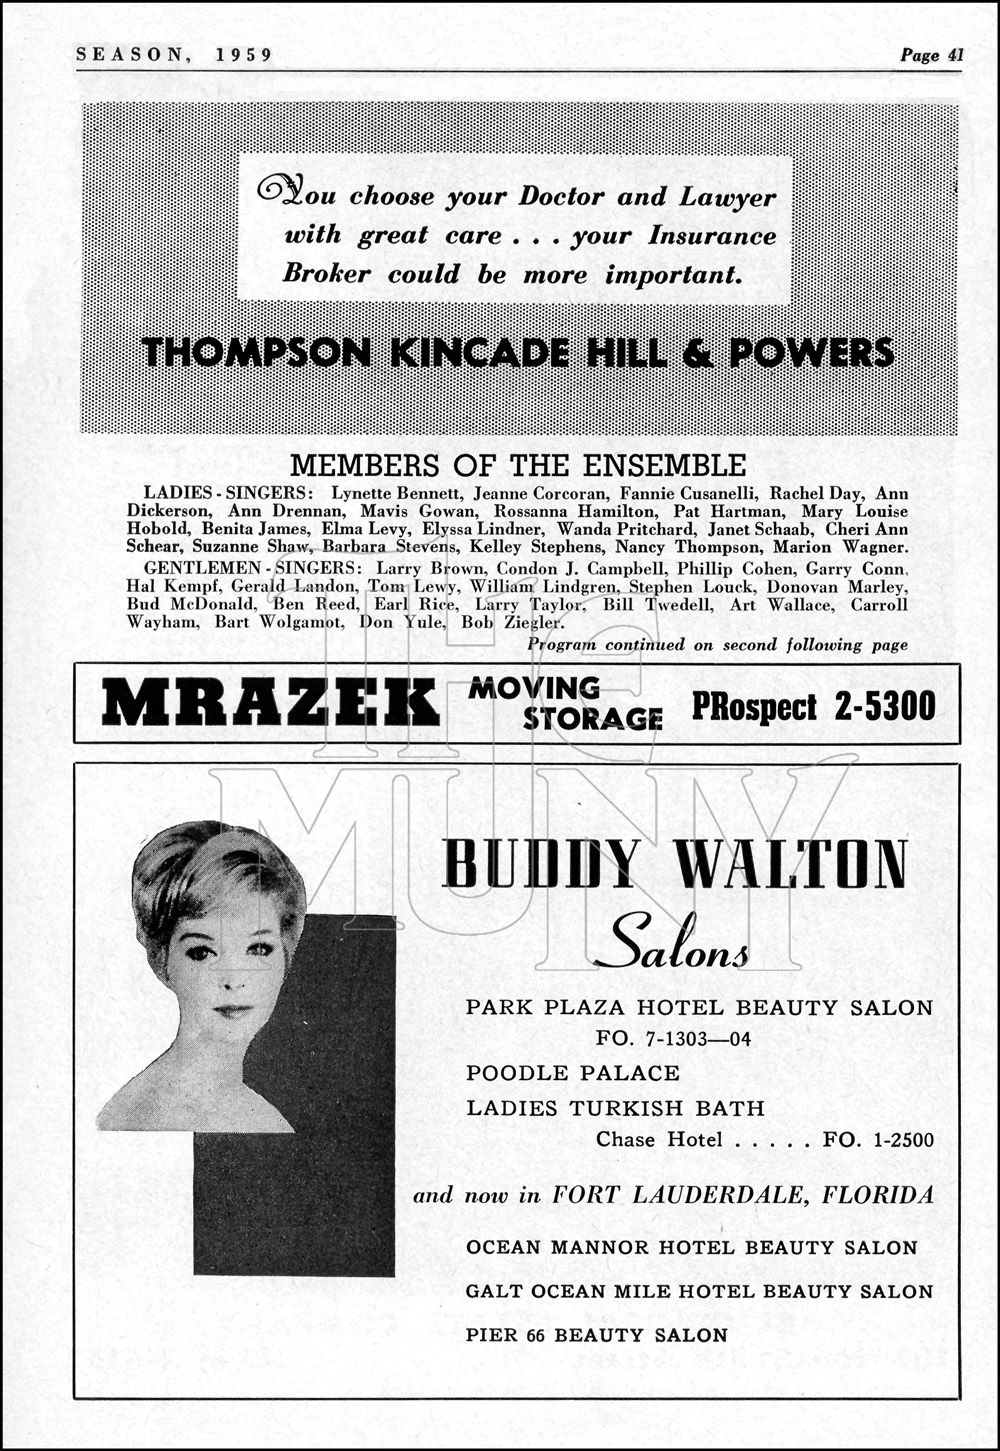 SEASON, 1959 Page 41
You choose your Doctor and Lawyer
with great care . . . your Insurance
Broker could be more important.
THOMPSON KINCADE HILL & POWERS
MEMBERS OF THE ENSEMBLE
LADIES - SINGERS: Lynette Bennett, Jeanne Corcoran, Fannie Cusanelli, Rachel Day, Ann
Dickerson, Ann Drennan, Mavis Gowan, Rossanna Hamilton, Pat Hartman, Mary Louise
Hobold, Benita James, Elma Levy, Elyssa Lindner, Wanda Pritchard, Janet Schaab, Cheri Ann
Schear, Suzanne Shaw, Barbara Stevens, Kelley Stephens, Nancy Thompson, Marion Wagner.
GENTLEMEN - SINGERS: Larry Brown, Condon J. Campbell, Phillip Cohen, Garry Conn,
Hal Kempf, Gerald Landon, Tom Lewy, William Lindgren, Stephen Louck, Donovan Marley,
Bud McDonald, Ben Reed, Earl Rice, Larry Taylor, Bill Twedell, Art Wallace, Carroll
Wayham, Bart Wolgamot, Don Yule, Bob Ziegler.
Program continued on second following page
MRAZEK MOVING STORAGE PRospect 2-5300
THE
MUNY
BUDDY WALTON
Salons
PARK PLAZA HOTEL BEAUTY SALON
FO. 7-1303—04
POODLE PALACE
LADIES TURKISH BATH
Chase Hotel . . . . . FO. 1-2500
and now in FORT LAUDERDALE, FLORIDA
OCEAN MANNOR HOTEL BEAUTY SALON
GALT OCEAN MILE HOTEL BEAUTY SALON
PIER 66 BEAUTY SALON